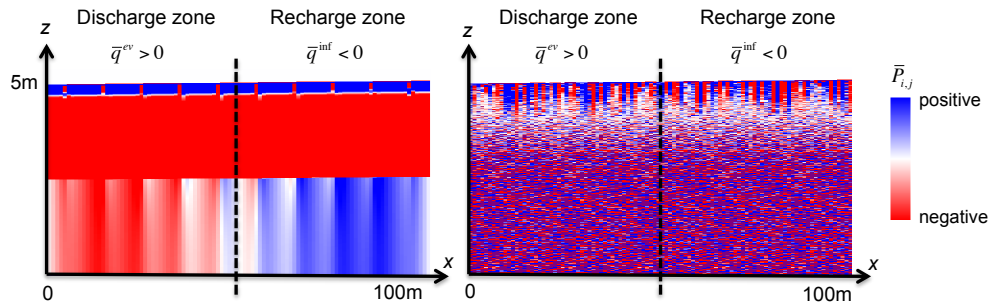 Discharge zone Recharge zone
z q̅ᵉᵛ > 0 q̅ⁱⁿᶠ < 0
5m
x
0 100m
Discharge zone Recharge zone
z q̅ᵉᵛ > 0 q̅ⁱⁿᶠ < 0
x
0 100m
P̅i,j
positive
negative